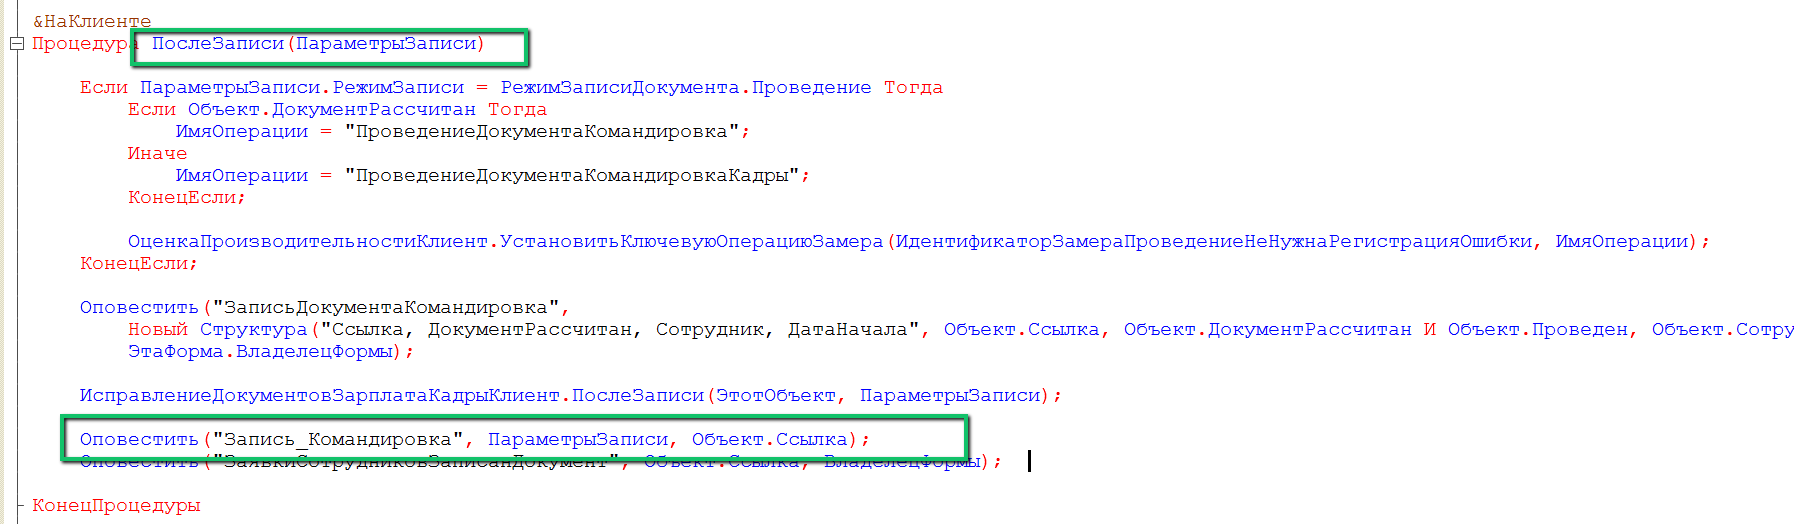 &НаКлиенте
Процедура ПослеЗаписи(ПараметрыЗаписи)
Если ПараметрыЗаписи.РежимЗаписи = РежимЗаписиДокумента.Проведение Тогда
Если Объект.ДокументРассчитан Тогда
ИмяОперации = "ПроведениеДокументаКомандировка";
Иначе
ИмяОперации = "ПроведениеДокументаКомандировкаКадры";
КонецЕсли;
ОценкаПроизводительностиКлиент.УстановитьКлючевуюОперациюЗамера(ИдентификаторЗамераПроведениеНеНужнаРегистрацияОшибки, ИмяОперации);
КонецЕсли;
Оповестить("ЗаписьДокументаКомандировка",
Новый Структура("Ссылка, ДокументРассчитан, Сотрудник, ДатаНачала", Объект.Ссылка, Объект.ДокументРассчитан И Объект.Проведен, Объект.Сотру
ЭтаФорма.ВладелецФормы);
ИсправлениеДокументовЗарплатаКадрыКлиент.ПослеЗаписи(ЭтотОбъект, ПараметрыЗаписи);
Оповестить("Запись_Командировка", ПараметрыЗаписи, Объект.Ссылка);
Оповестить("ЗаявкиСотрудниковЗаписанДокумент", Объект.Ссылка, ВладелецФормы);
КонецПроцедуры